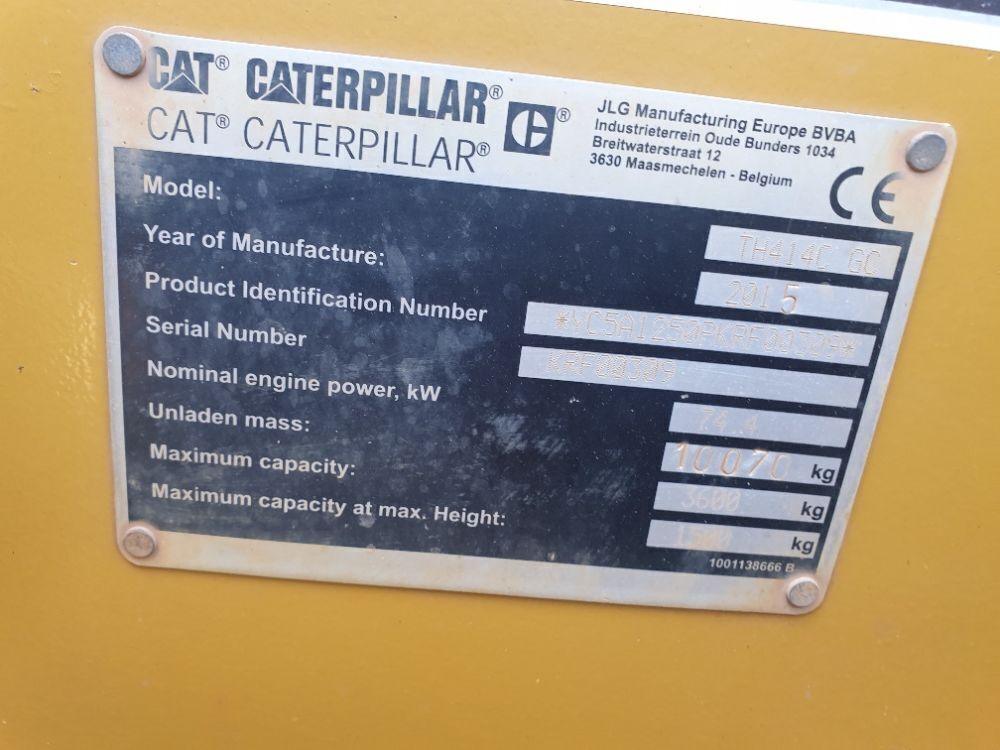 CAT® CATERPILLAR® ®
CAT® CATERPILLAR®
JLG Manufacturing Europe BVBA
Industrieterrein Oude Bunders 1034
Breitwaterstraat 12
3630 Maasmechelen - Belgium
CE
Model: TH414C GC
Year of Manufacture: 2015
Product Identification Number
Serial Number KRF00309
Nominal engine power, kW 74.4
Unladen mass: 10070 kg
Maximum capacity: 3600 kg
Maximum capacity at max. Height: kg
1001138666 B